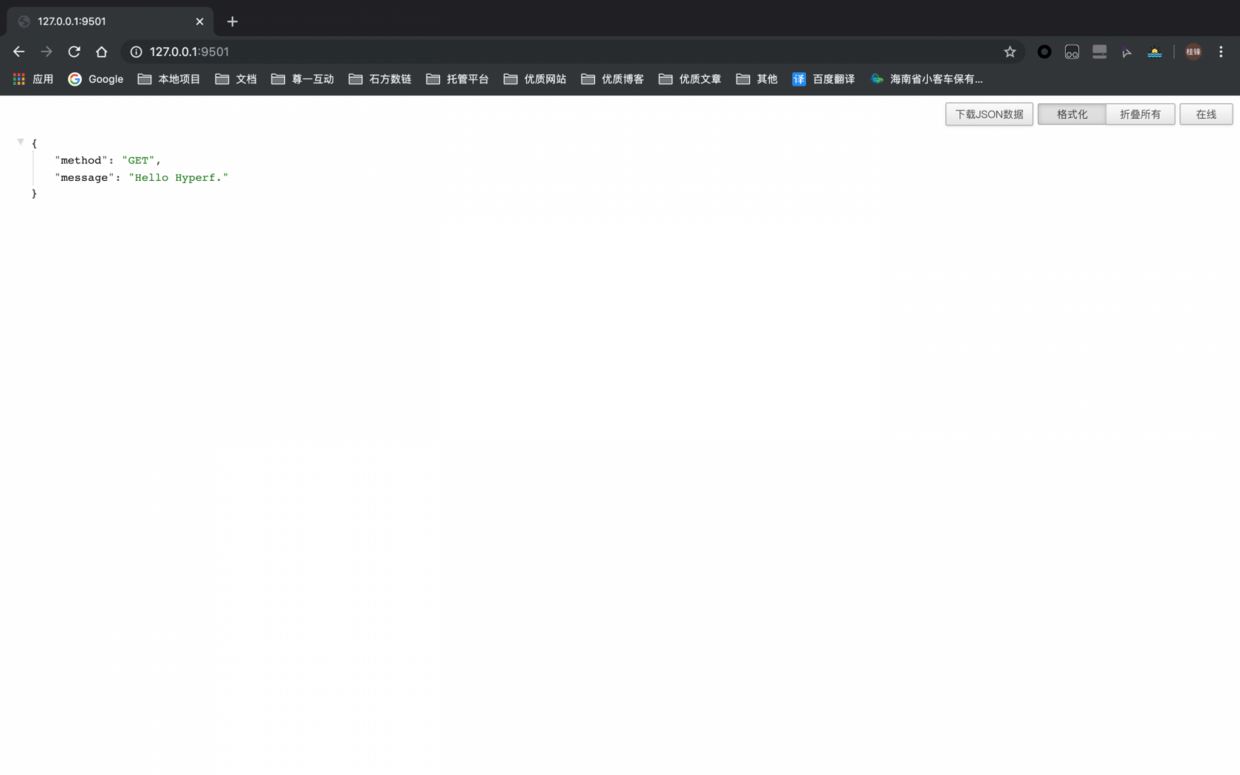 127.0.0.1:9501
127.0.0.1:9501
桂锋
应用 Google 本地项目 文档 尊一互动 石方数链 托管平台 优质网站 优质博客 优质文章 其他 译 百度翻译 海南省小客车保有...
下载JSON数据 格式化 折叠所有 在线
{
"method": "GET",
"message": "Hello Hyperf."
}